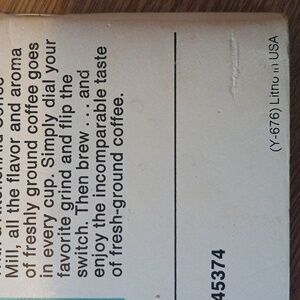 Mill, all the flavor and aroma
of freshly ground coffee goes
in every cup. Simply dial your
favorite grind and flip the
switch. Then brew . . . and
enjoy the incomparable taste
of fresh-ground coffee.
45374
(Y-676) Litho in USA